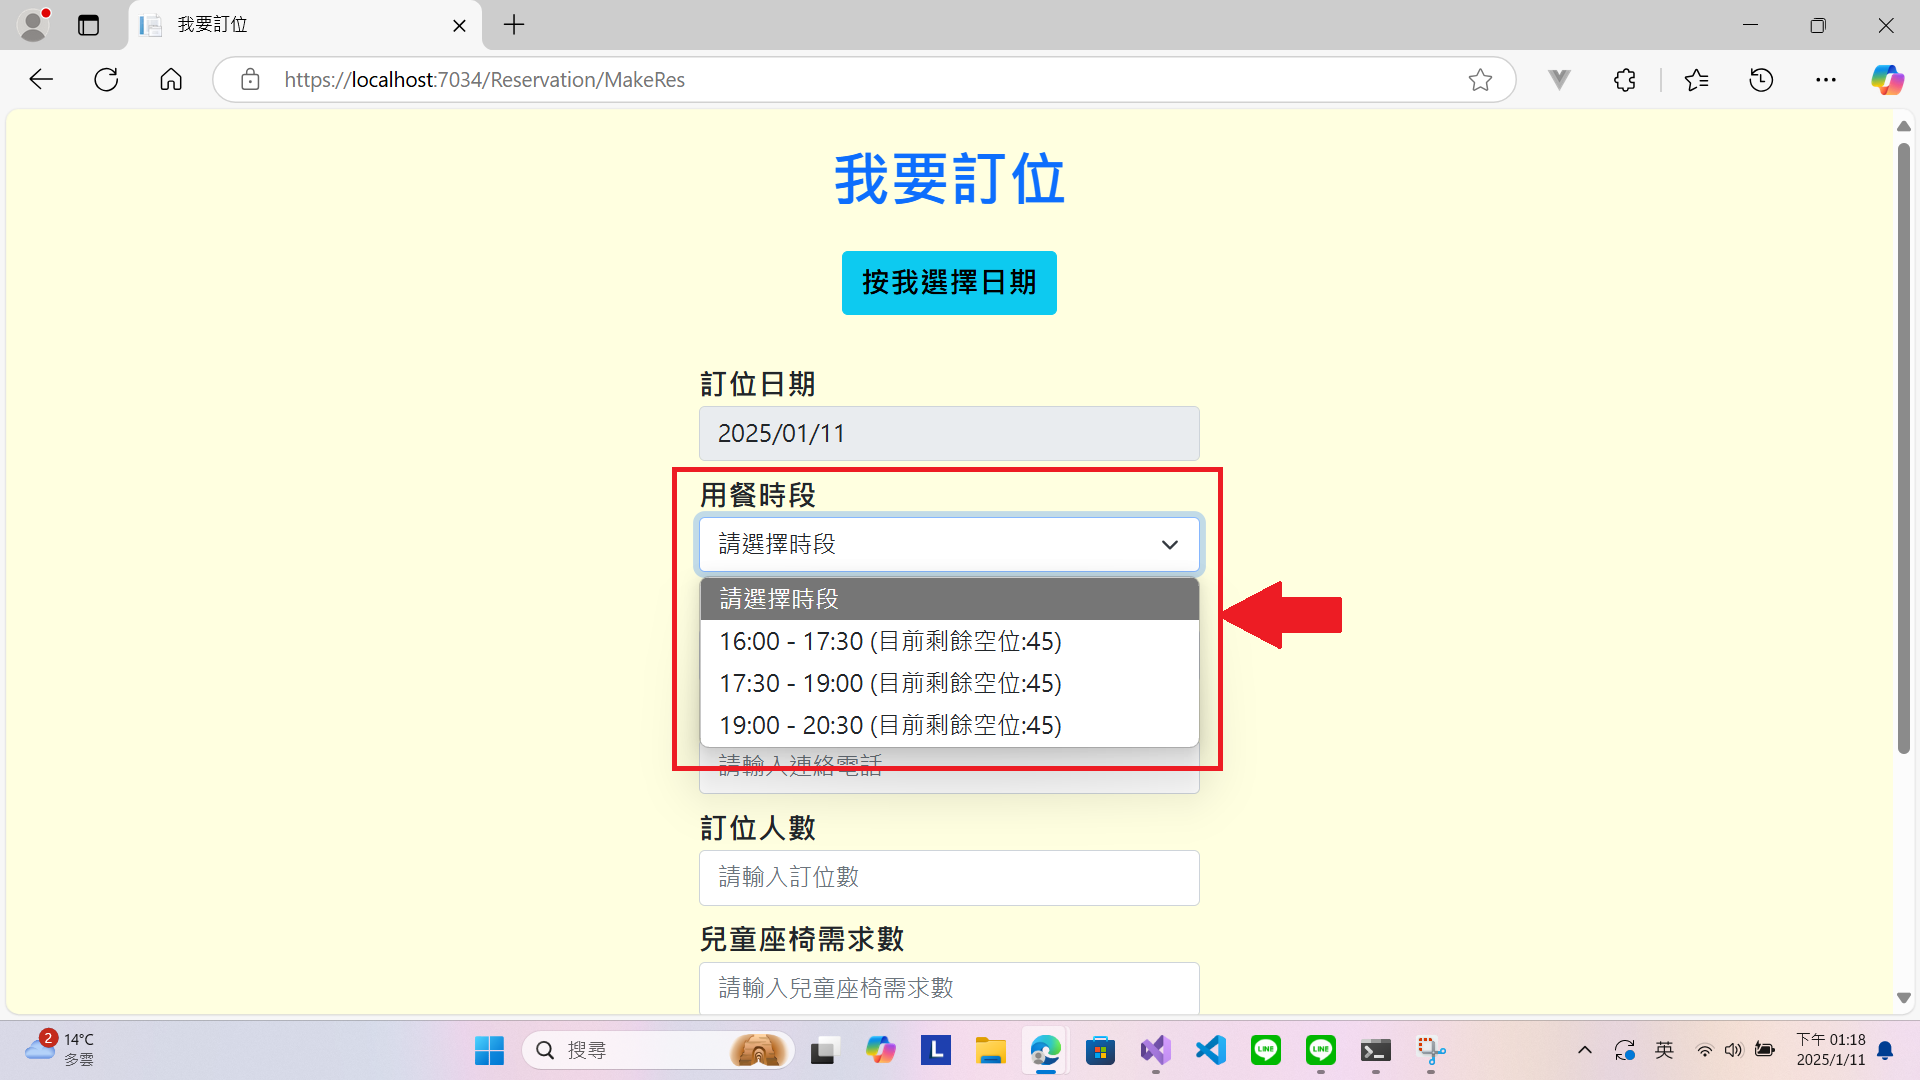 我要訂位
https://localhost:7034/Reservation/MakeRes
我要訂位
按我選擇日期
訂位日期
2025/01/11
用餐時段
請選擇時段
請選擇時段
16:00 - 17:30 (目前剩餘空位:45)
17:30 - 19:00 (目前剩餘空位:45)
19:00 - 20:30 (目前剩餘空位:45)
請輸入連絡電話
訂位人數
請輸入訂位數
兒童座椅需求數
請輸入兒童座椅需求數
2
14°C
多雲
搜尋
L
LINE
LINE
英
下午 01:18
2025/1/11